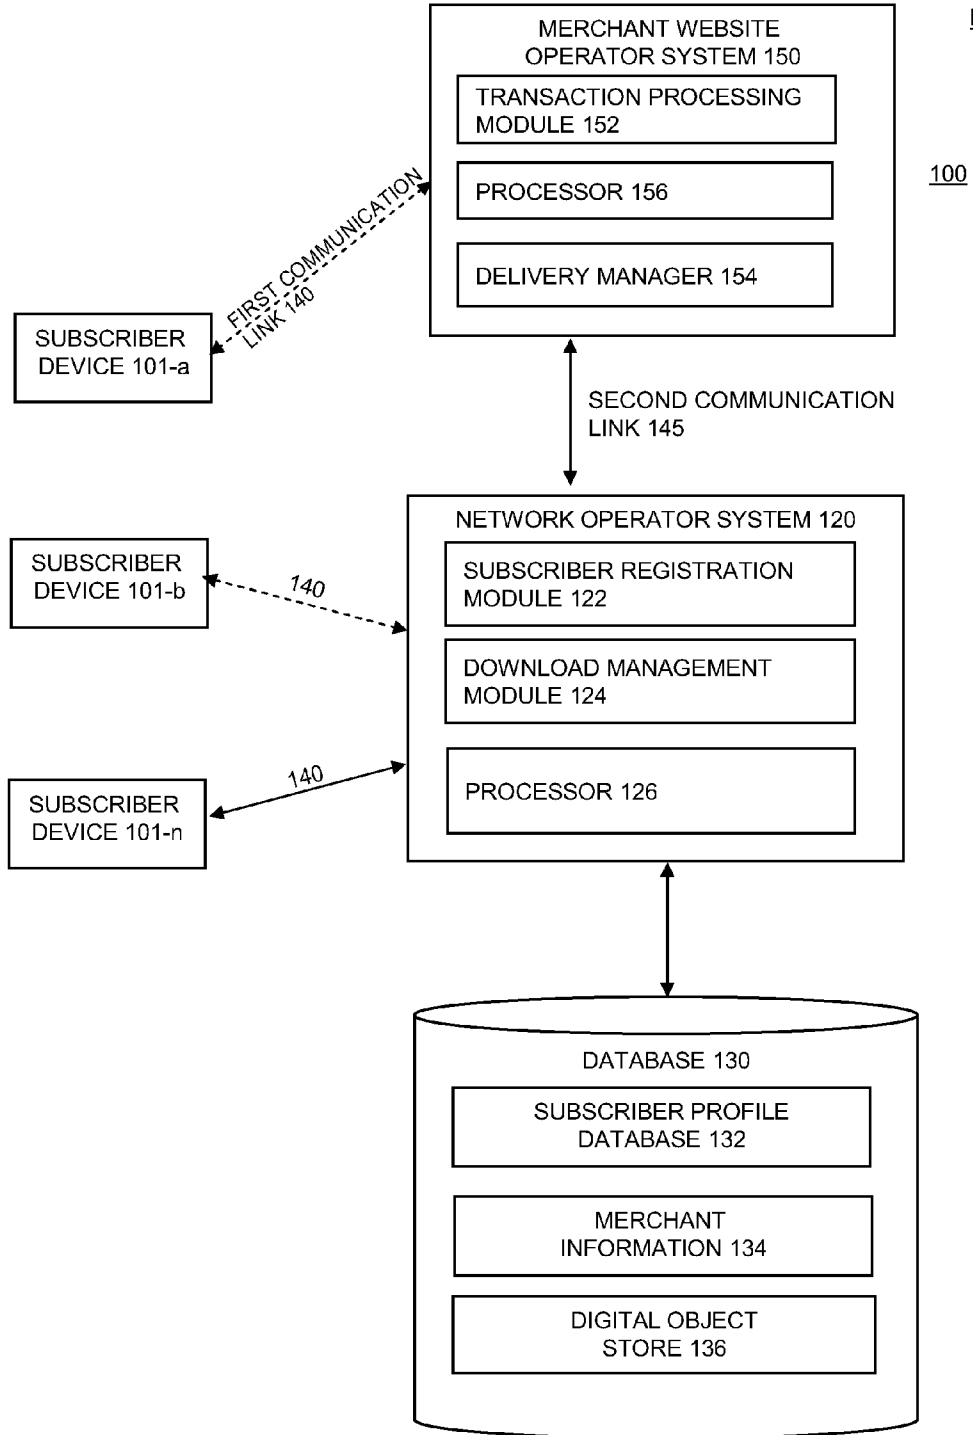 MERCHANT WEBSITE
OPERATOR SYSTEM 150
TRANSACTION PROCESSING
MODULE 152
100
PROCESSOR 156
DELIVERY MANAGER 154
FIRST COMMUNICATION
LINK 140
SUBSCRIBER
DEVICE 101-a
SECOND COMMUNICATION
LINK 145
NETWORK OPERATOR SYSTEM 120
SUBSCRIBER
DEVICE 101-b
140
SUBSCRIBER REGISTRATION
MODULE 122
DOWNLOAD MANAGEMENT
MODULE 124
SUBSCRIBER
DEVICE 101-n
140
PROCESSOR 126
DATABASE 130
SUBSCRIBER PROFILE
DATABASE 132
MERCHANT
INFORMATION 134
DIGITAL OBJECT
STORE 136